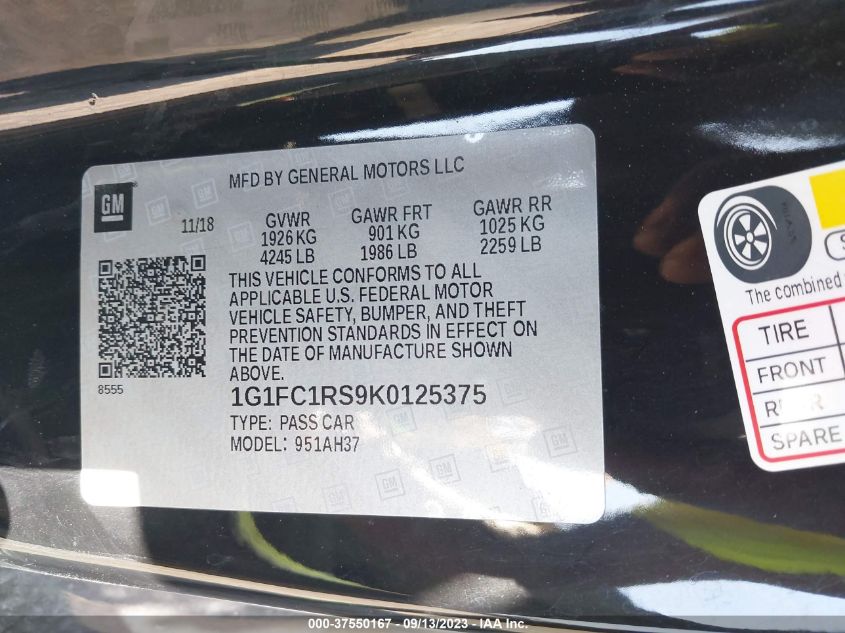 GM
MFD BY GENERAL MOTORS LLC
11/18
GVWR GAWR FRT GAWR RR
1926 KG 901 KG 1025 KG
4245 LB 1986 LB 2259 LB
THIS VEHICLE CONFORMS TO ALL
APPLICABLE U.S. FEDERAL MOTOR
VEHICLE SAFETY, BUMPER, AND THEFT
PREVENTION STANDARDS IN EFFECT ON
THE DATE OF MANUFACTURE SHOWN
ABOVE.
8555
1G1FC1RS9K0125375
TYPE: PASS CAR
MODEL: 951AH37
The combined
TIRE
FRONT
SPARE
000-37550167 - 09/13/2023 - IAA Inc.